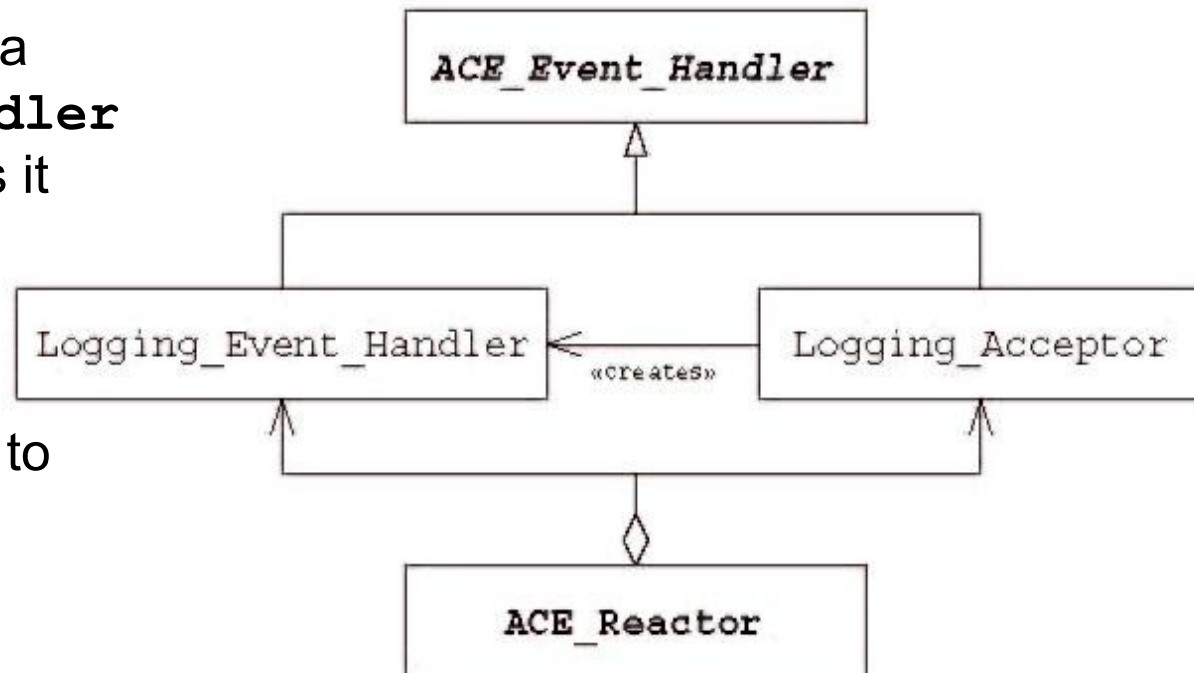 a
dler
s it
to
ACE_Event_Handler
Logging_Event_Handler
«creates»
Logging_Acceptor
ACE_Reactor